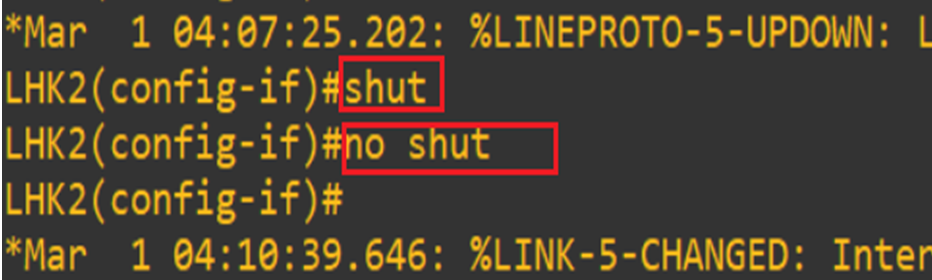 *Mar  1 04:07:25.202: %LINEPROTO-5-UPDOWN: L
LHK2(config-if)#shut
LHK2(config-if)#no shut
LHK2(config-if)#
*Mar  1 04:10:39.646: %LINK-5-CHANGED: Inter